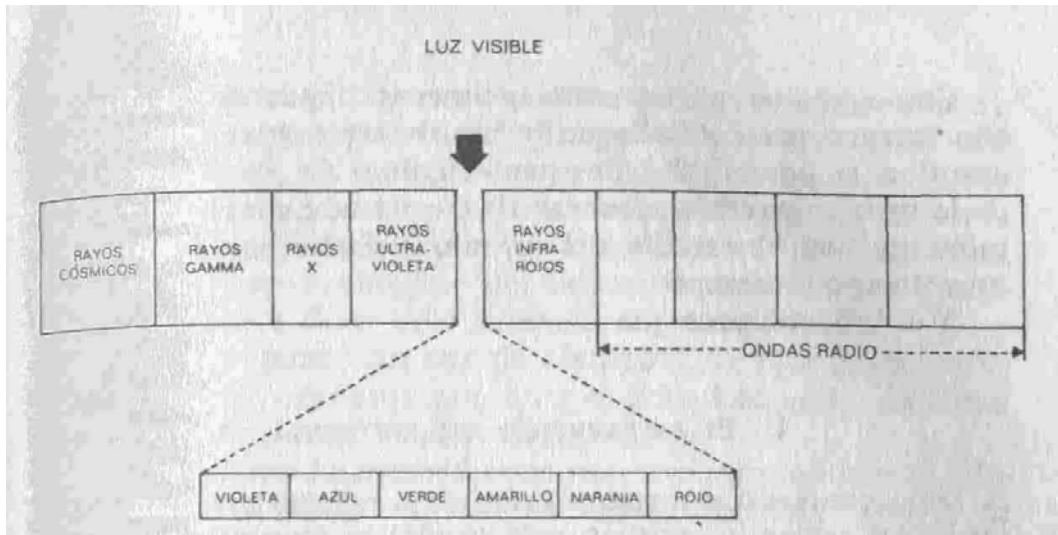 LUZ VISIBLE
RAYOS
CÓSMICOS
RAYOS
GAMMA
RAYOS
X
RAYOS
ULTRA-
VIOLETA
RAYOS
INFRA
ROJOS
ONDAS RADIO
VIOLETA
AZUL
VERDE
AMARILLO
NARANJA
ROJO